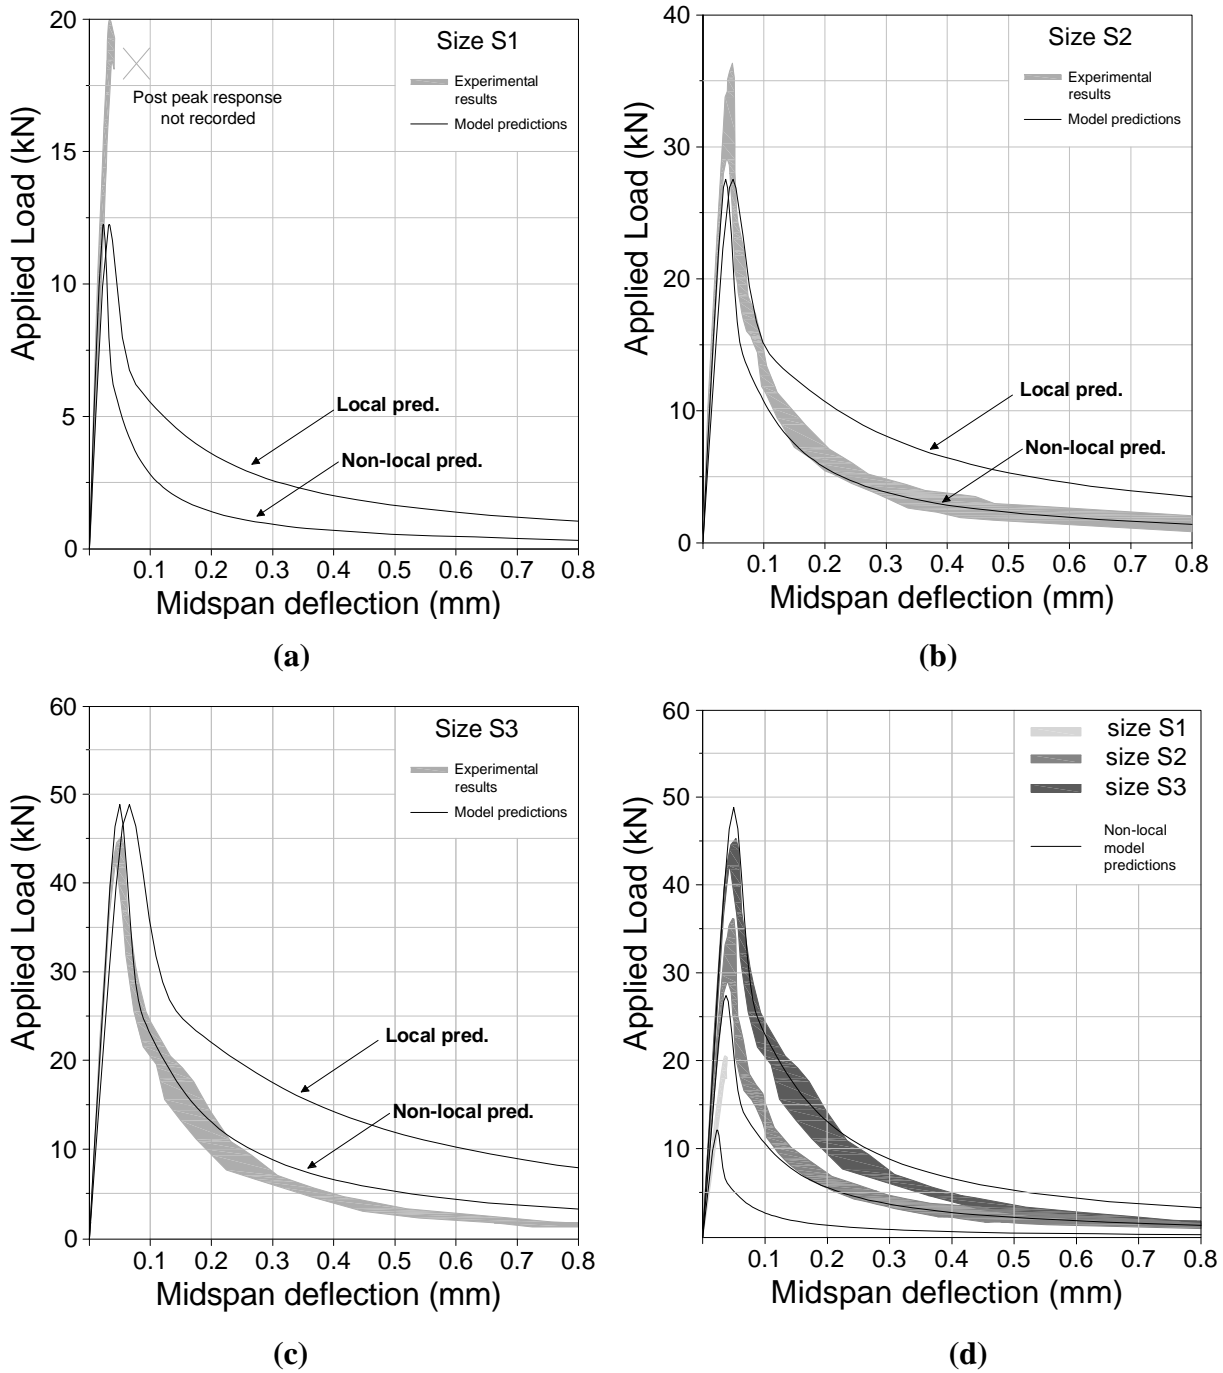 Size S1
Experimental
results
Model predictions
Post peak response
not recorded
Local pred.
Non-local pred.
Applied Load (kN)
20
15
10
5
0
0.1 0.2 0.3 0.4 0.5 0.6 0.7 0.8
Midspan deflection (mm)
(a)
Size S2
Experimental
results
Model predictions
Local pred.
Non-local pred.
Applied Load (kN)
40
30
20
10
0
0.1 0.2 0.3 0.4 0.5 0.6 0.7 0.8
Midspan deflection (mm)
(b)
Size S3
Experimental
results
Model predictions
Local pred.
Non-local pred.
Applied Load (kN)
60
50
40
30
20
10
0
0.1 0.2 0.3 0.4 0.5 0.6 0.7 0.8
Midspan deflection (mm)
(c)
size S1
size S2
size S3
Non-local
model
predictions
Applied Load (kN)
60
50
40
30
20
10
0.1 0.2 0.3 0.4 0.5 0.6 0.7 0.8
Midspan deflection (mm)
(d)